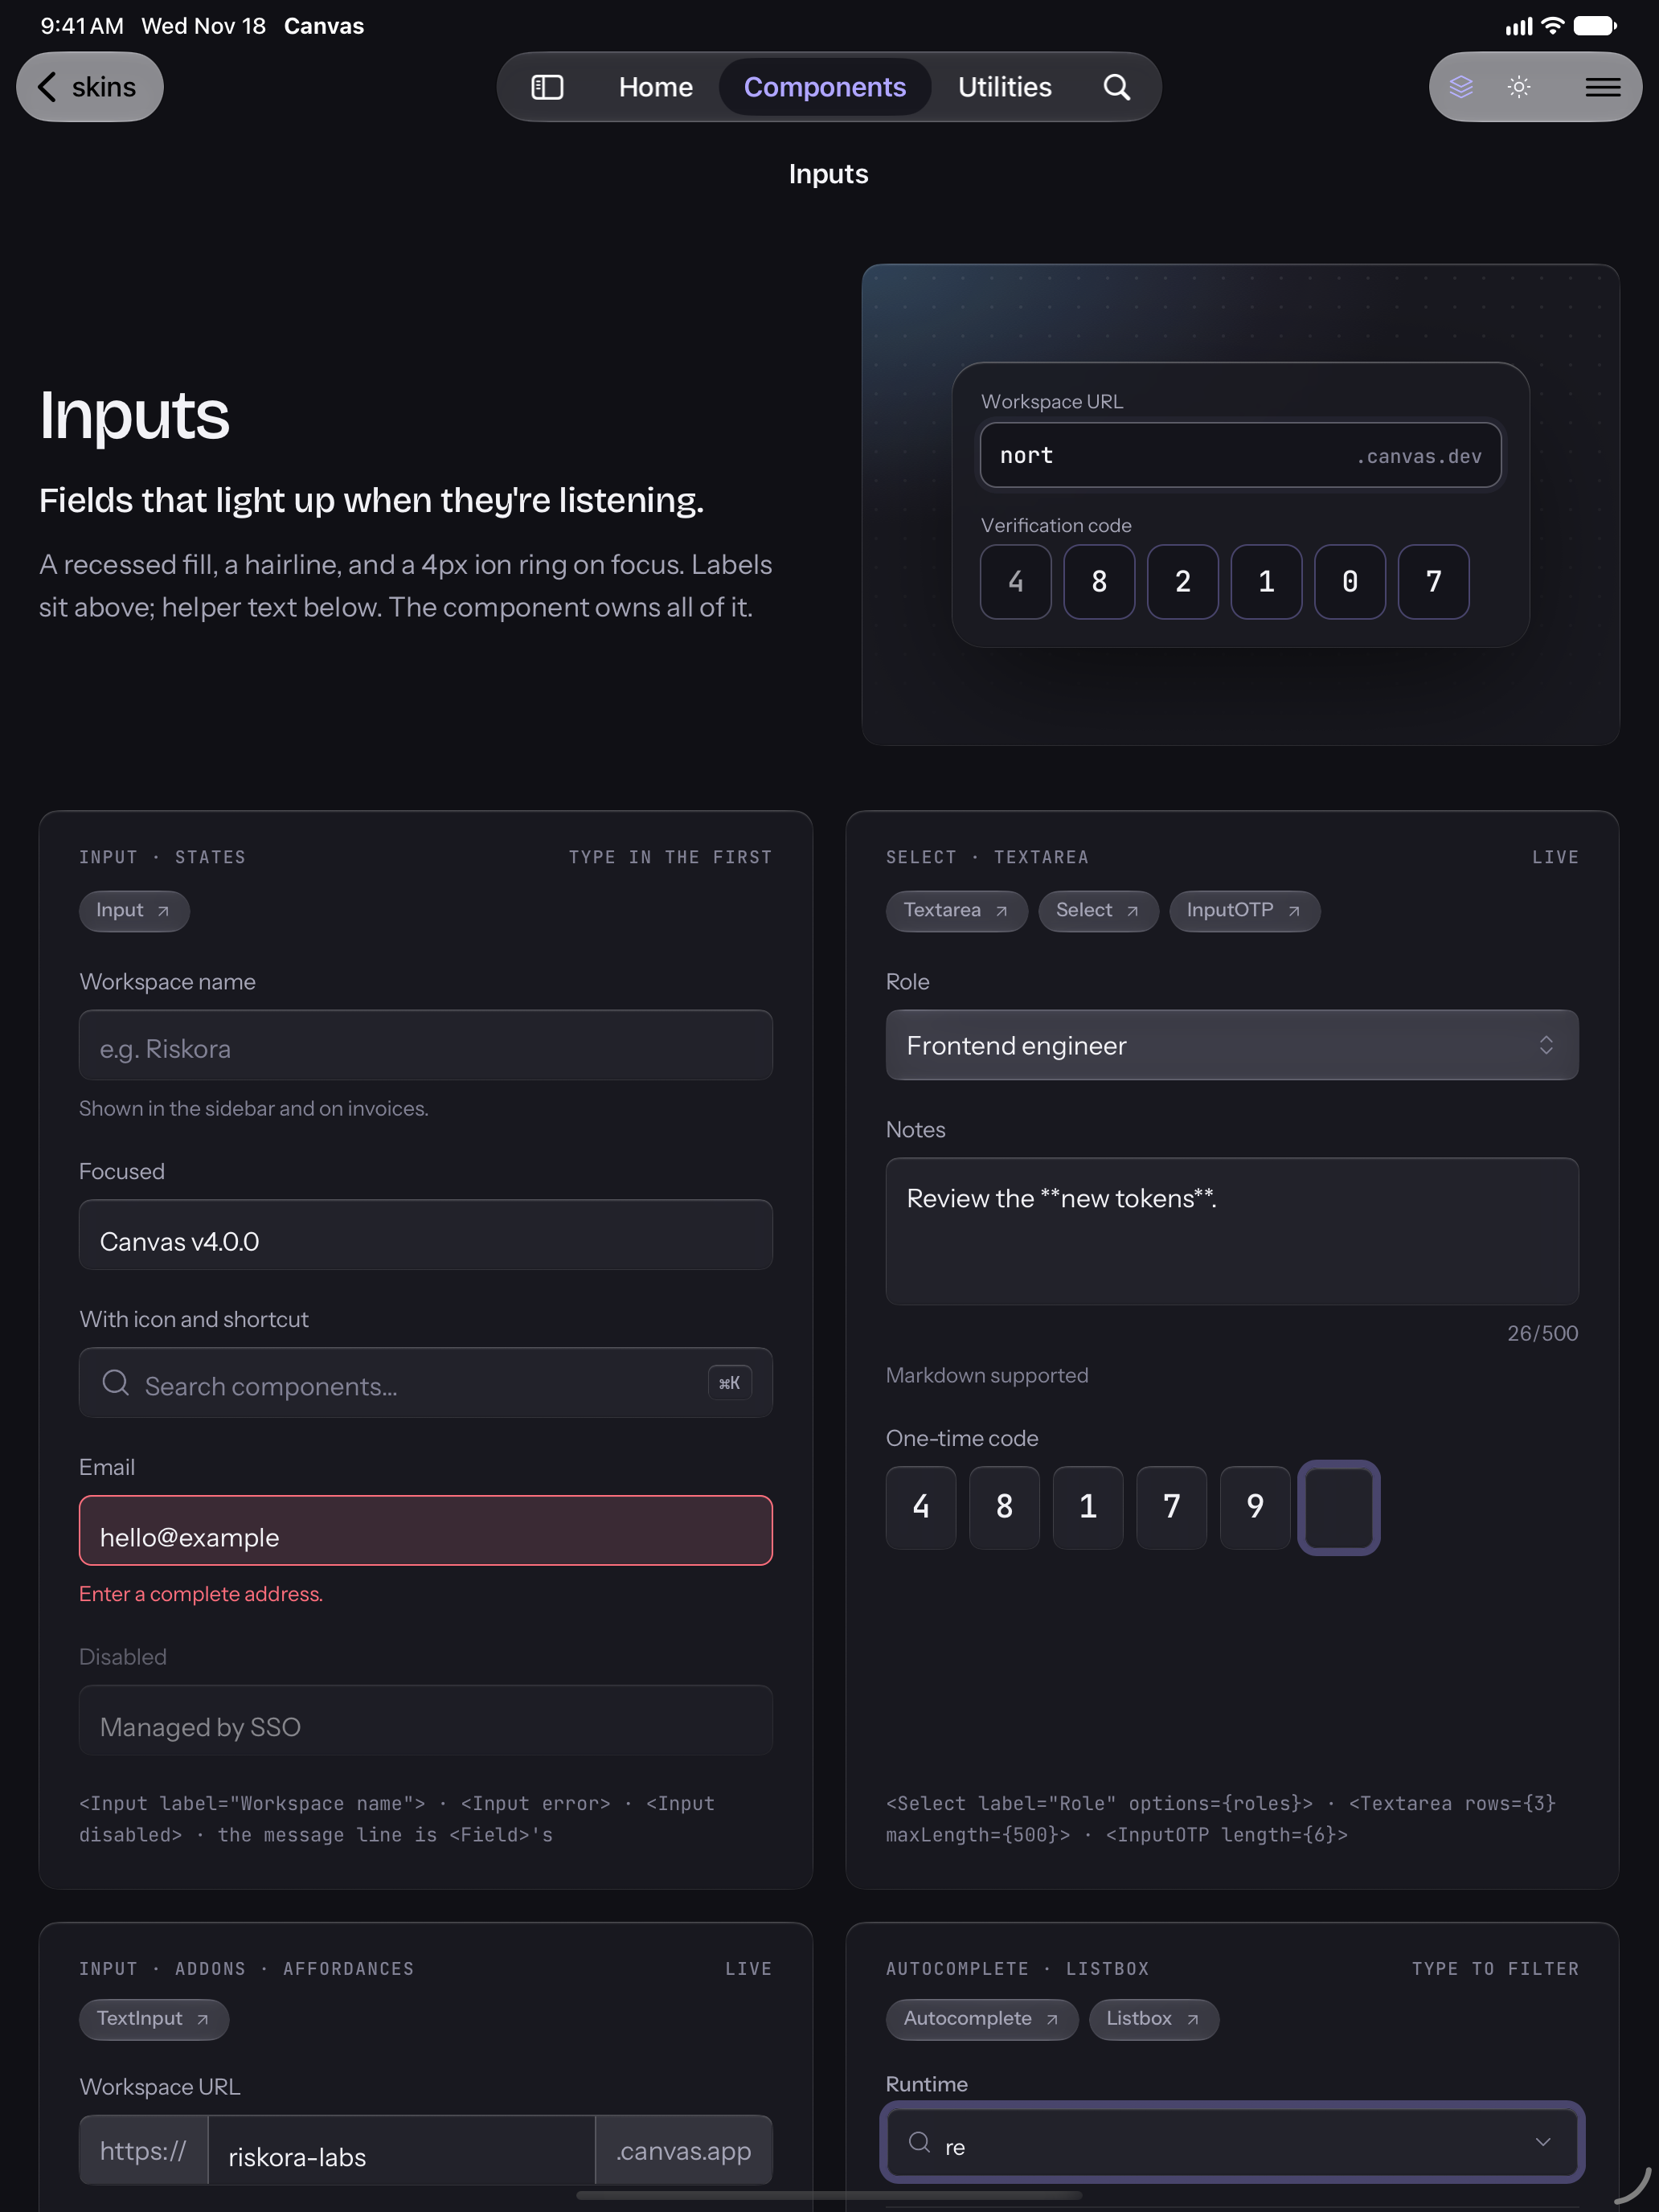 9:41 AM Wed Nov 18 Canvas
skins
Home Components Utilities
Inputs
Inputs
Fields that light up when they're listening.
A recessed fill, a hairline, and a 4px ion ring on focus. Labels
sit above; helper text below. The component owns all of it.
Workspace URL
nort .canvas.dev
Verification code
4 8 2 1 0 7
INPUT · STATES TYPE IN THE FIRST
Input
Workspace name
e.g. Riskora
Shown in the sidebar and on invoices.
Focused
Canvas v4.0.0
With icon and shortcut
Search components... ⌘K
Email
hello@example
Enter a complete address.
Disabled
Managed by SSO
<Input label="Workspace name"> · <Input error> · <Input
disabled> · the message line is <Field>'s
SELECT · TEXTAREA LIVE
Textarea Select InputOTP
Role
Frontend engineer
Notes
Review the **new tokens**.
26/500
Markdown supported
One-time code
4 8 1 7 9
<Select label="Role" options={roles}> · <Textarea rows={3}
maxLength={500}> · <InputOTP length={6}>
INPUT · ADDONS · AFFORDANCES LIVE
TextInput
Workspace URL
https:// riskora-labs .canvas.app
AUTOCOMPLETE · LISTBOX TYPE TO FILTER
Autocomplete Listbox
Runtime
re